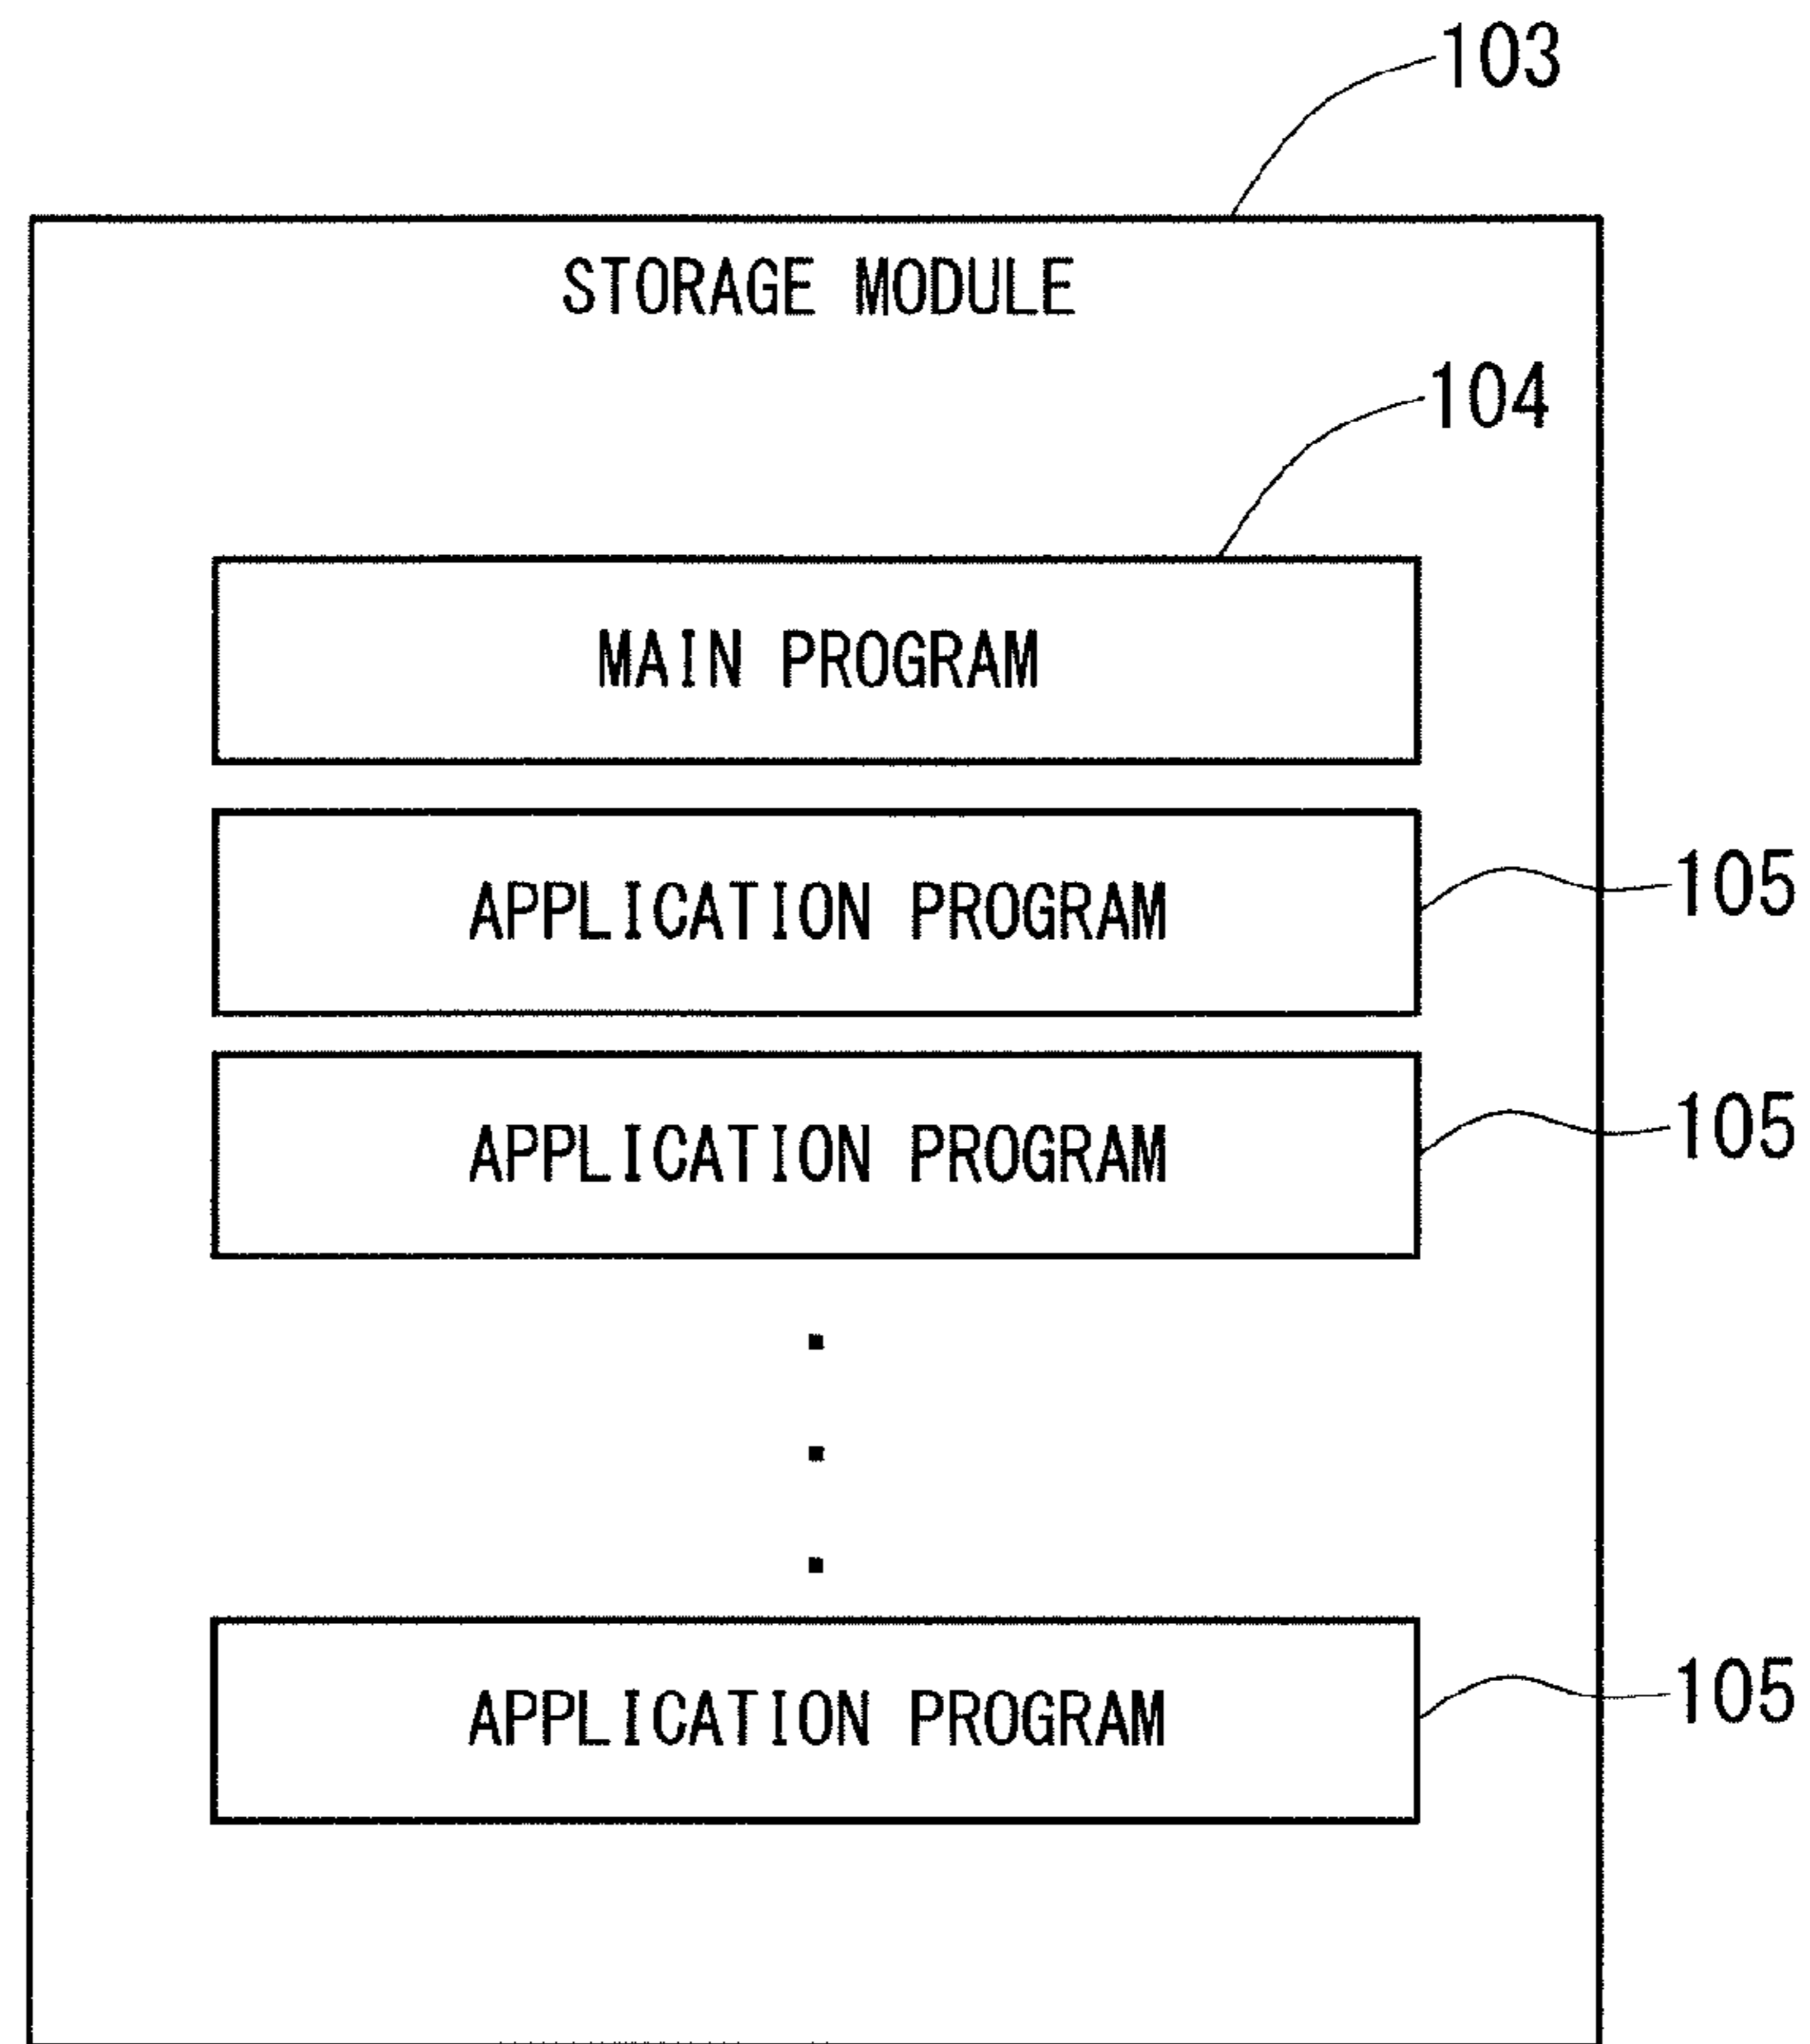 103
STORAGE MODULE
104
MAIN PROGRAM
APPLICATION PROGRAM
105
APPLICATION PROGRAM
105
APPLICATION PROGRAM
105